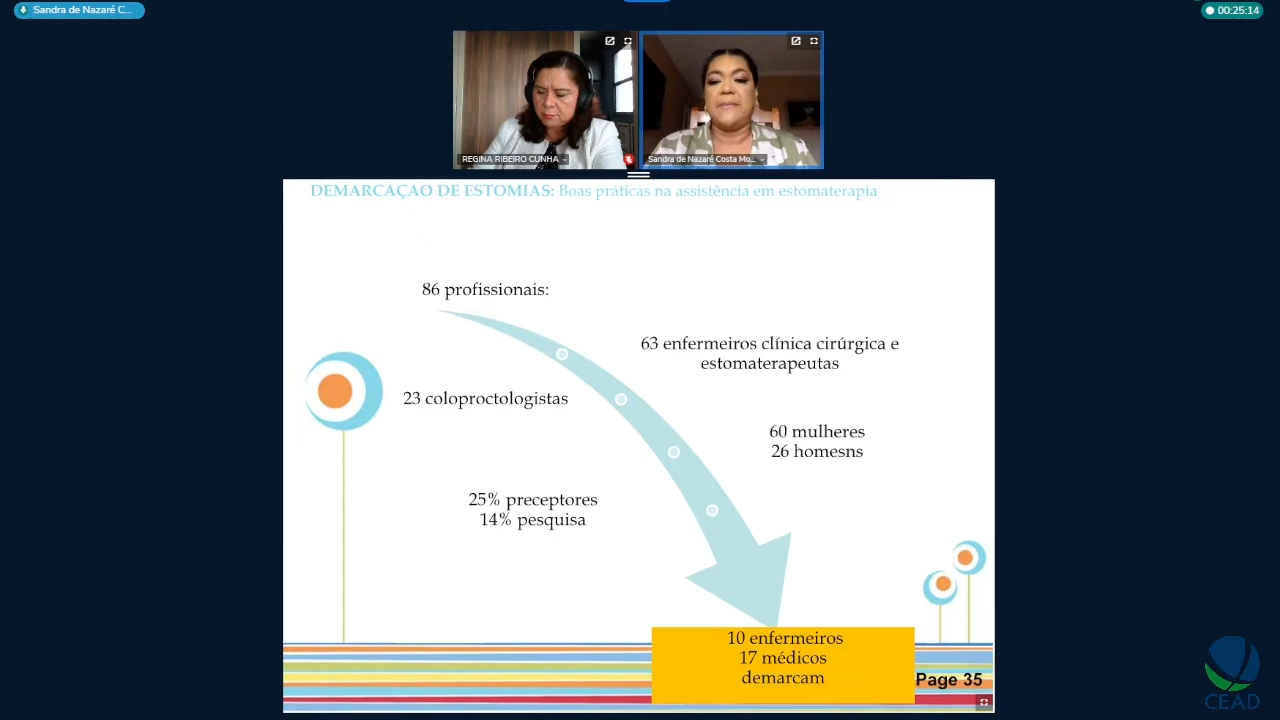 Sandra de Nazaré C...
00:25:14
REGINA RIBEIRO CUNHA
Sandra de Nazaré Costa Mo...
DEMARCAÇAO DE ESTOMIAS: Boas práticas na assistência em estomaterapia
86 profissionais:
63 enfermeiros clínica cirúrgica e
estomaterapeutas
23 coloproctologistas
60 mulheres
26 homesns
25% preceptores
14% pesquisa
10 enfermeiros
17 médicos
demarcam
Page 35
CEAD